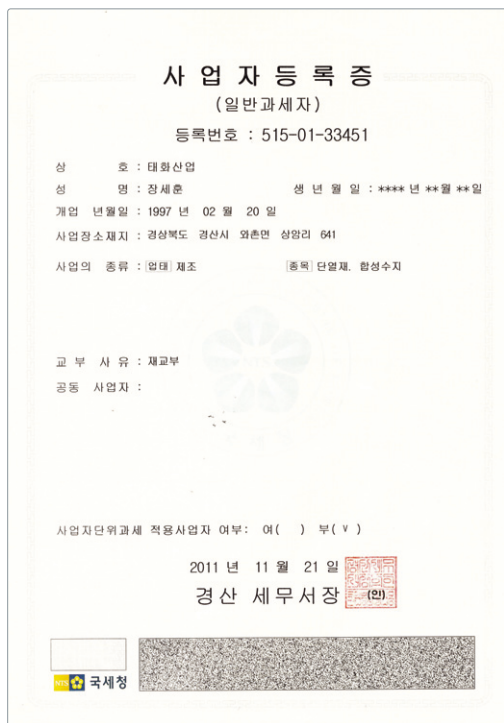 사 업 자 등 록 증
(일반과세자)
등록번호 : 515-01-33451
상 호 : 태화산업
성 명 : 장세훈 생 년 월 일 : **** 년 ** 월 ** 일
개업 년월일 : 1997 년 02 월 20 일
사업장소재지 : 경상북도 경산시 와촌면 상암리 641
사업의 종류 : 업태 제조 종목 단열재. 합성수지
교 부 사 유 : 재교부
공동 사업자 :
사업자단위과세 적용사업자 여부: 여( ) 부( v )
2011 년 11 월 21 일
경산 세무서장 (인)
NTS 국세청